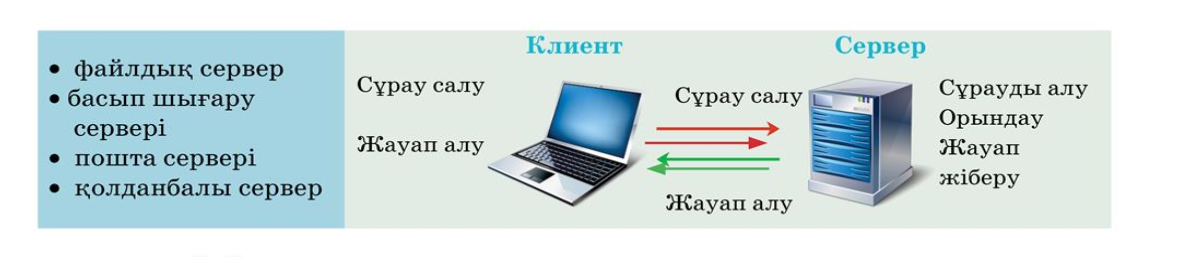 • файлдық сервер
• басып шығару
сервері
• пошта сервері
• қолданбалы сервер
Клиент
Сұрау салу
Жауап алу
Сұрау салу
Жауап алу
Сервер
Сұрауды алу
Орындау
Жауап
жіберу